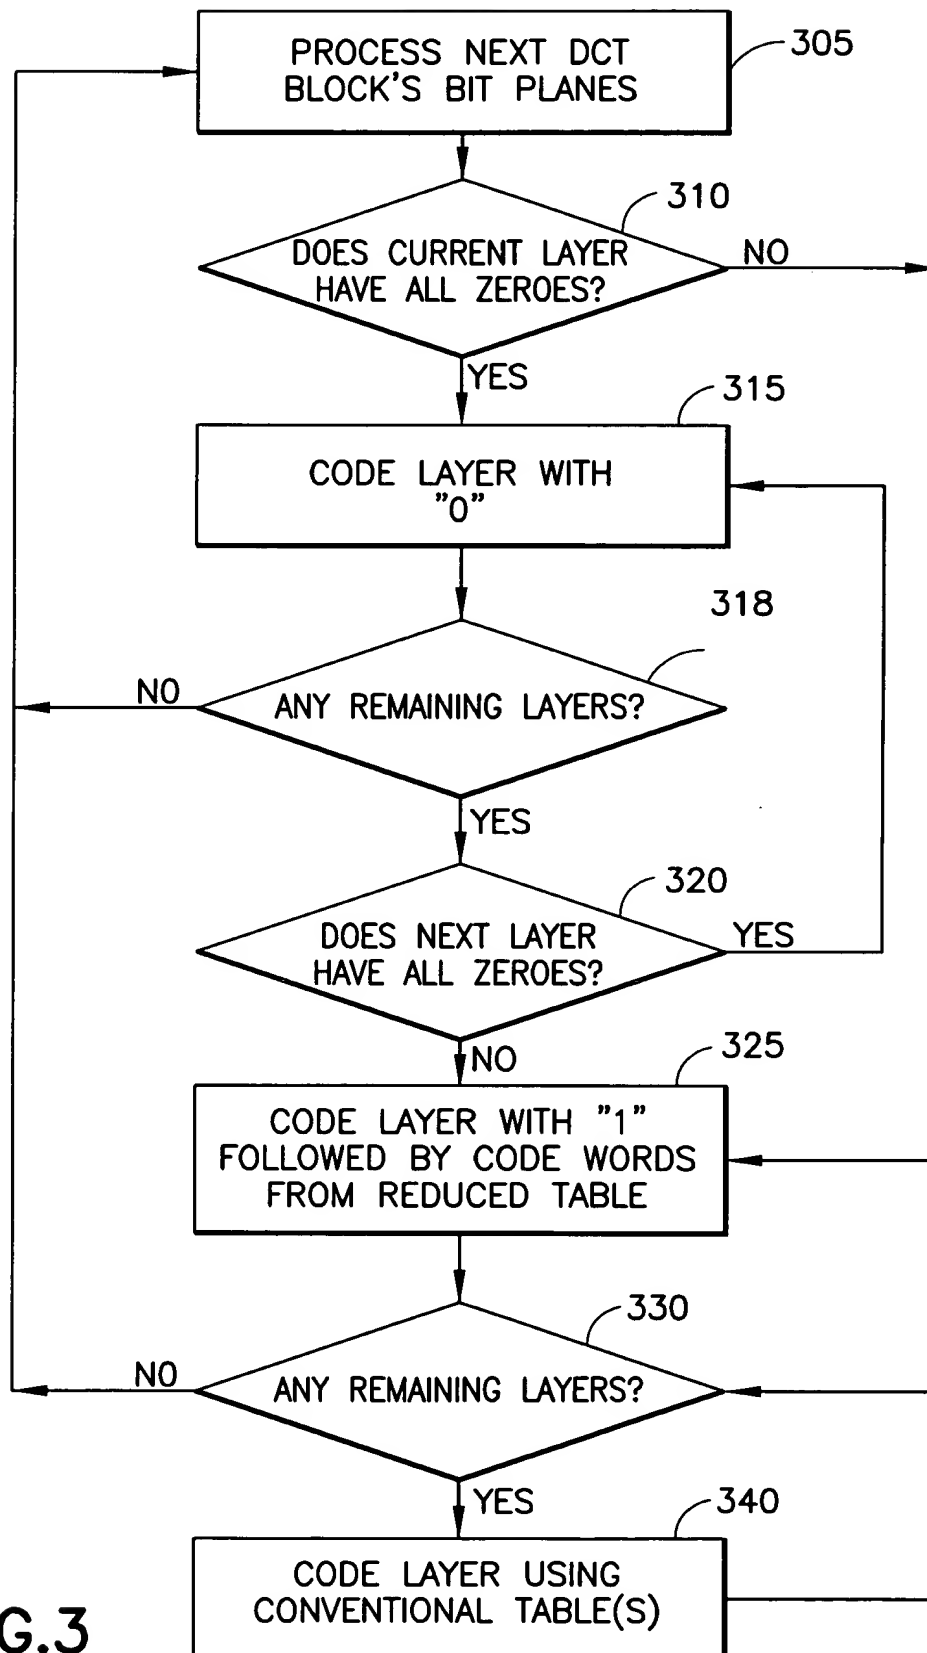 PROCESS NEXT DCT
BLOCK'S BIT PLANES
305
310
DOES CURRENT LAYER
HAVE ALL ZEROES?
NO
YES
315
CODE LAYER WITH
"0"
318
ANY REMAINING LAYERS?
NO
YES
320
DOES NEXT LAYER
HAVE ALL ZEROES?
YES
NO
325
CODE LAYER WITH "1"
FOLLOWED BY CODE WORDS
FROM REDUCED TABLE
330
ANY REMAINING LAYERS?
NO
YES
340
CODE LAYER USING
CONVENTIONAL TABLE(S)
G.3